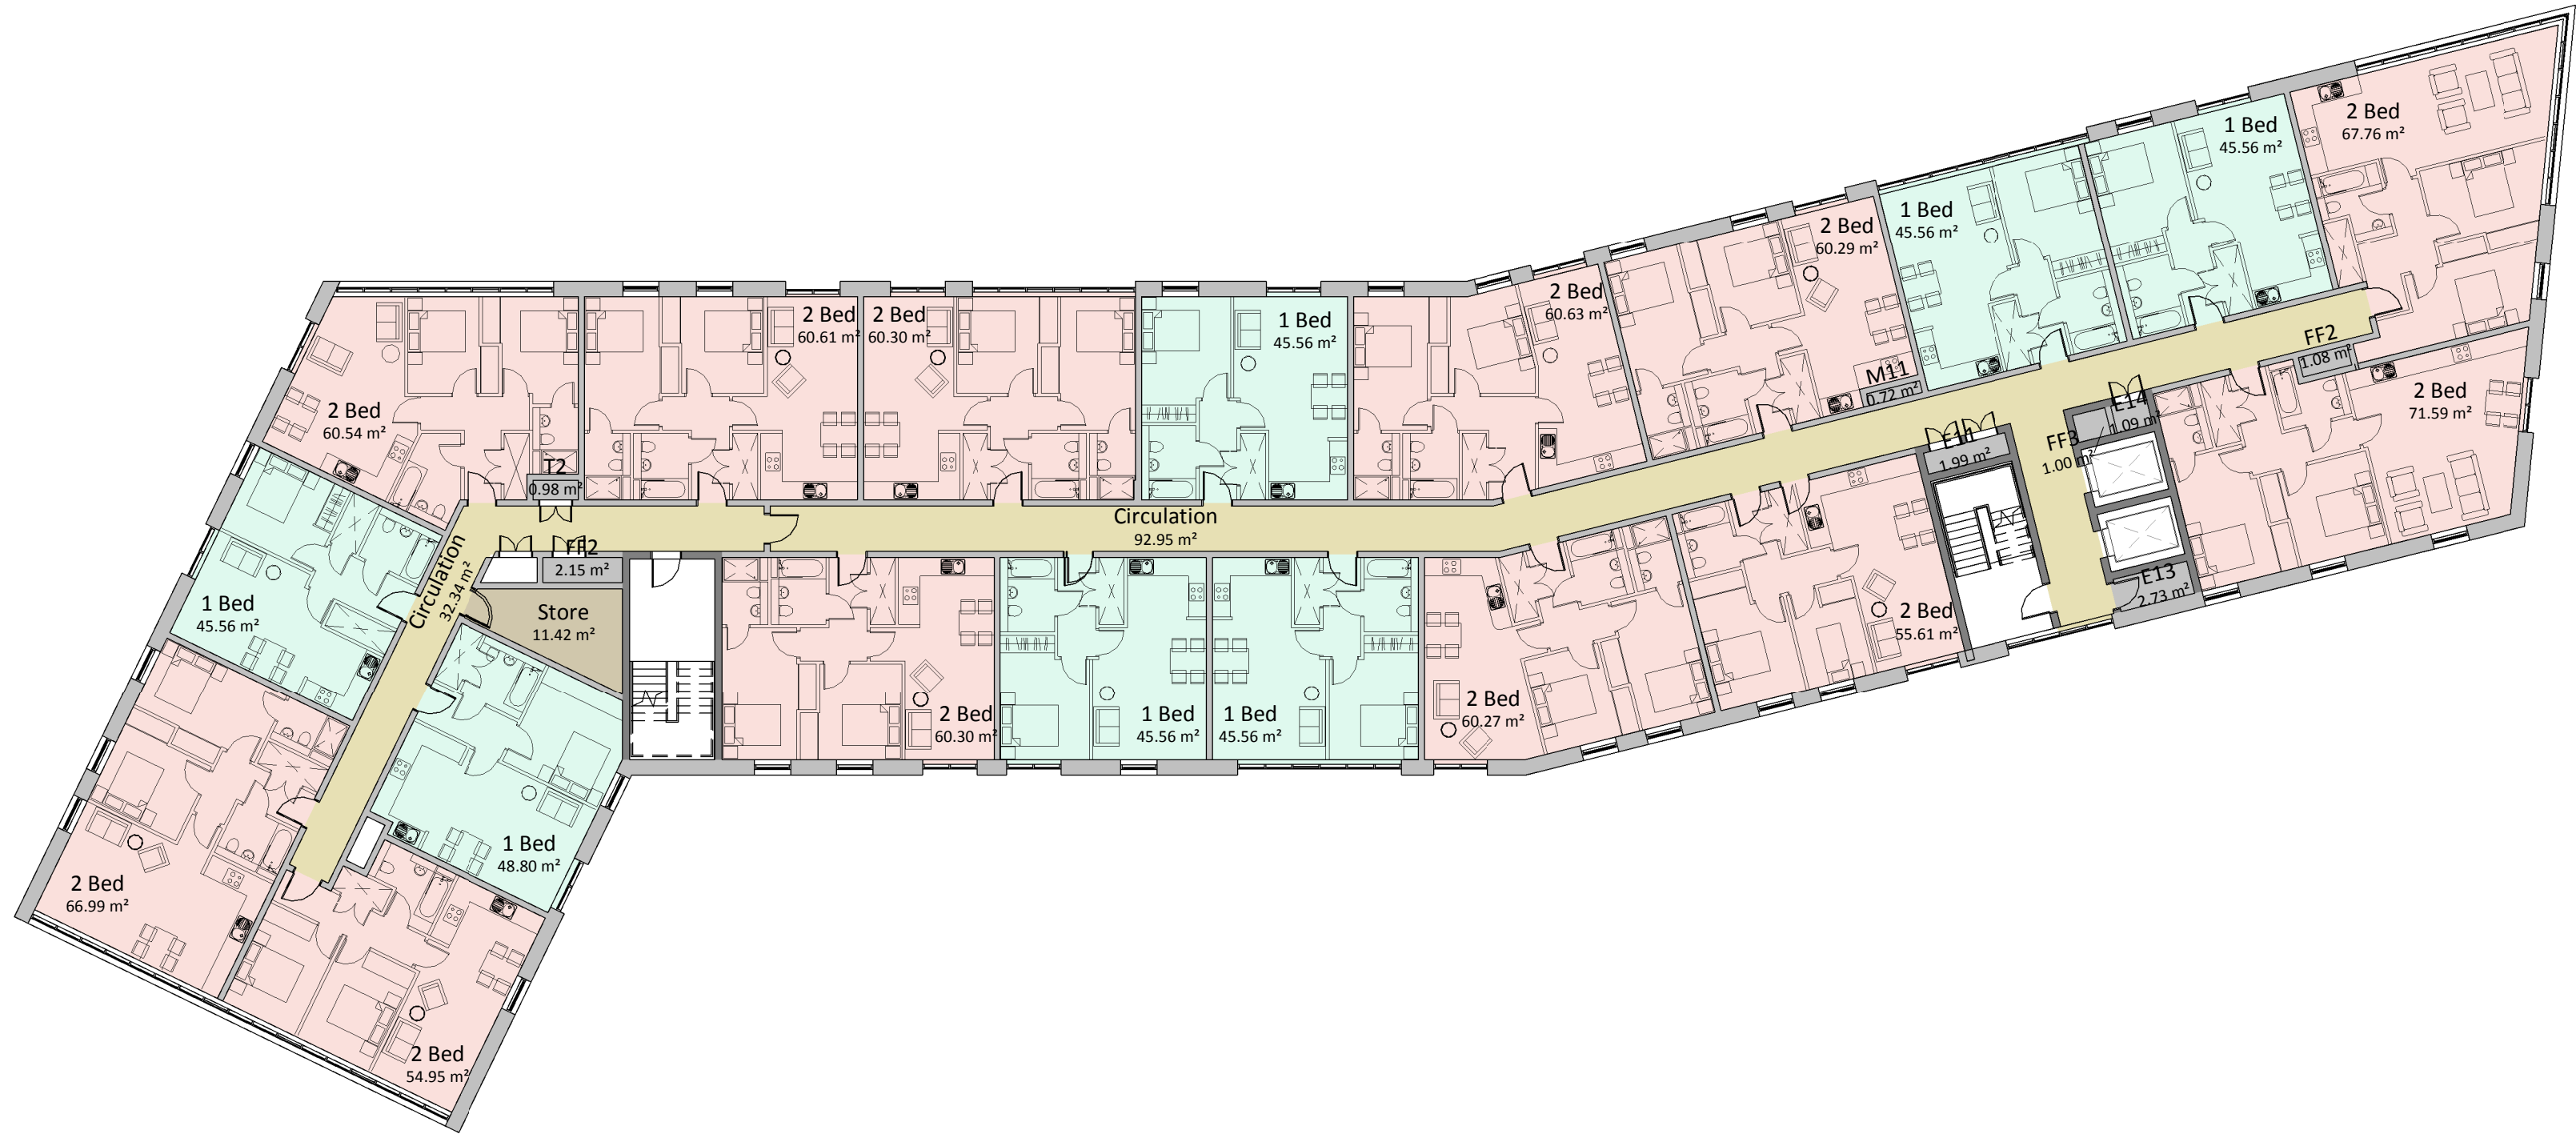 2 Bed
67.76 m²
1 Bed
45.56 m²
1 Bed
45.56 m²
2 Bed
60.29 m²
2 Bed
60.63 m²
1 Bed
45.56 m²
2 Bed
60.30 m²
2 Bed
60.61 m²
2 Bed
60.54 m²
T2
0.98 m²
M11
0.72 m²
FF2
1.08 m²
2 Bed
71.59 m²
E14
1.09 m²
FF3
1.00 m²
E11
1.99 m²
E13
2.73 m²
Circulation
92.95 m²
Circulation
32.34 m²
FF2
2.15 m²
Store
11.42 m²
1 Bed
45.56 m²
2 Bed
60.30 m²
1 Bed
45.56 m²
1 Bed
45.56 m²
2 Bed
60.27 m²
2 Bed
55.61 m²
1 Bed
48.80 m²
2 Bed
66.99 m²
2 Bed
54.95 m²